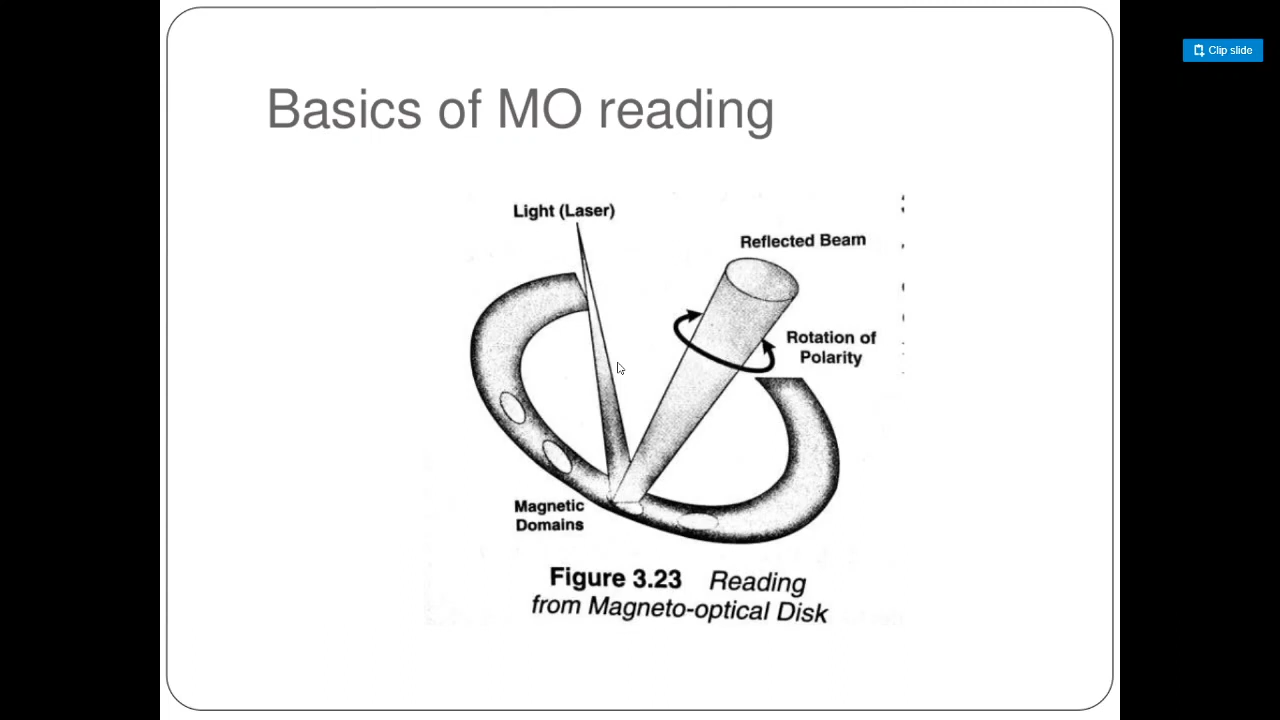 Clip slide
Basics of MO reading
Light (Laser)
Reflected Beam
Rotation of
Polarity
Magnetic
Domains
Figure 3.23 Reading
from Magneto-optical Disk